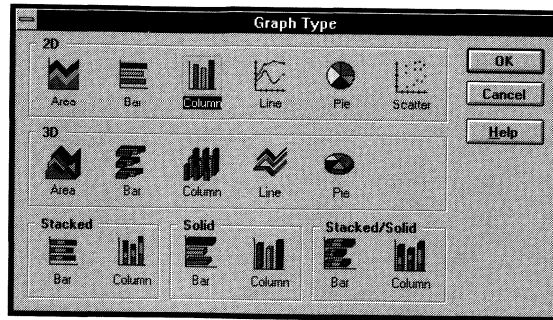 Graph Type
2D
Area Bar Column Line Pie Scatter
OK
Cancel
Help
3D
Area Bar Column Line Pie
Stacked
Bar Column
Solid
Bar Column
Stacked/Solid
Bar Column